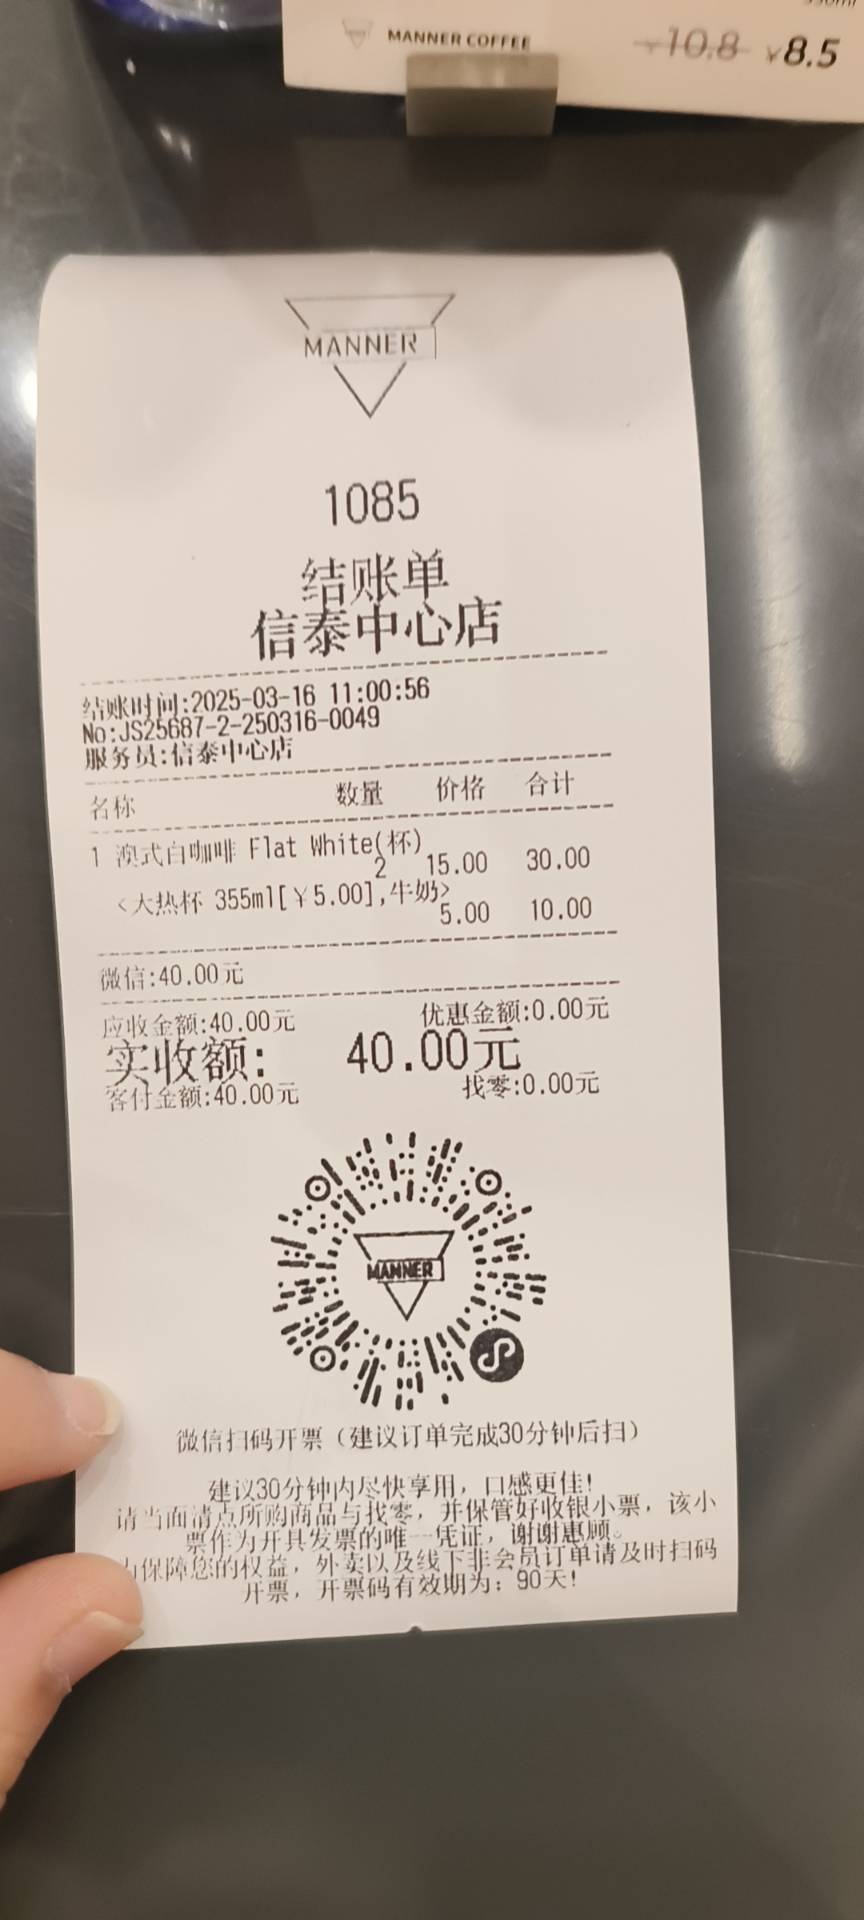 MANNER COFFEE ¥10.8 ¥8.5
MANNER
1085
结账单
信泰中心店
结账时间:2025-03-16 11:00:56
No:JS25687-2-250316-0049
服务员:信泰中心店
名称 数量 价格 合计
1 澳式白咖啡 Flat White(杯)
2 15.00 30.00
<大热杯 355ml[￥5.00],牛奶>
5.00 10.00
微信:40.00元
应收金额:40.00元 优惠金额:0.00元
实收额: 40.00元
客付金额:40.00元 找零:0.00元
MANNER
微信扫码开票（建议订单完成30分钟后扫）
建议30分钟内尽快享用，口感更佳!
请当面清点所购商品与找零，并保管好收银小票，该小
票作为开具发票的唯一凭证，谢谢惠顾。
为保障您的权益，外卖以及线下非会员订单请及时扫码
开票，开票码有效期为：90天!